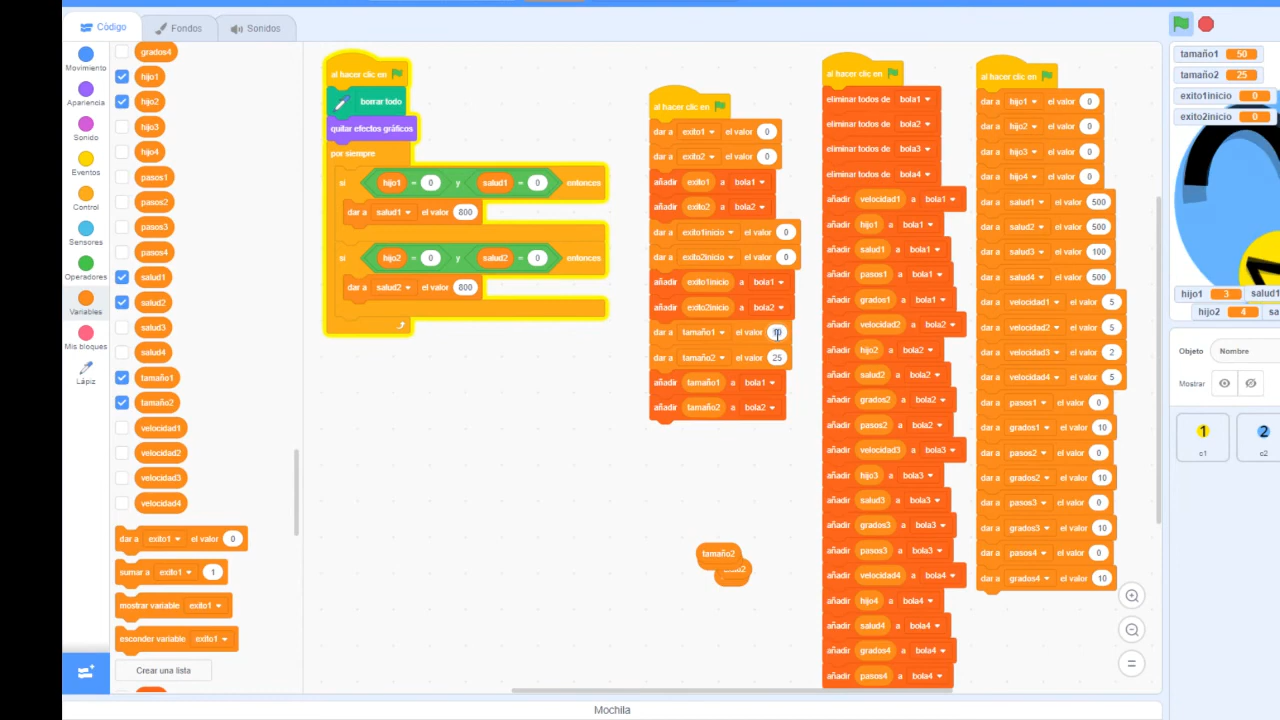 Código
Fondos
Sonidos
Movimiento
Apariencia
Sonido
Eventos
Control
Sensores
Operadores
Variables
Mis bloques
Lápiz
grados4
hijo1
hijo2
hijo3
hijo4
pasos1
pasos2
pasos3
pasos4
salud1
salud2
salud3
salud4
tamaño1
tamaño2
velocidad1
velocidad2
velocidad3
velocidad4
dar a exito1 el valor 0
sumar a exito1 1
mostrar variable exito1
esconder variable exito1
Crear una lista
al hacer clic en
borrar todo
quitar efectos gráficos
por siempre
si hijo1 = 0 y salud1 = 0 entonces
dar a salud1 el valor 800
si hijo2 = 0 y salud2 = 0 entonces
dar a salud2 el valor 800
al hacer clic en
dar a exito1 el valor 0
dar a exito2 el valor 0
añadir exito1 a bola1
añadir exito2 a bola2
dar a exito1inicio el valor 0
dar a exito2inicio el valor 0
añadir exito1inicio a bola1
añadir exito2inicio a bola2
dar a tamaño1 el valor
dar a tamaño2 el valor 25
añadir tamaño1 a bola1
añadir tamaño2 a bola2
tamaño2
al hacer clic en
eliminar todos de bola1
eliminar todos de bola2
eliminar todos de bola3
eliminar todos de bola4
añadir velocidad1 a bola1
añadir hijo1 a bola1
añadir salud1 a bola1
añadir pasos1 a bola1
añadir grados1 a bola1
añadir velocidad2 a bola2
añadir hijo2 a bola2
añadir salud2 a bola2
añadir grados2 a bola2
añadir pasos2 a bola2
añadir velocidad3 a bola3
añadir hijo3 a bola3
añadir salud3 a bola3
añadir grados3 a bola3
añadir pasos3 a bola3
añadir velocidad4 a bola4
añadir hijo4 a bola4
añadir salud4 a bola4
añadir grados4 a bola4
añadir pasos4 a bola4
al hacer clic en
dar a hijo1 el valor 0
dar a hijo2 el valor 0
dar a hijo3 el valor 0
dar a hijo4 el valor 0
dar a salud1 el valor 500
dar a salud2 el valor 500
dar a salud3 el valor 100
dar a salud4 el valor 500
dar a velocidad1 el valor 5
dar a velocidad2 el valor 5
dar a velocidad3 el valor 2
dar a velocidad4 el valor 5
dar a pasos1 el valor 0
dar a grados1 el valor 10
dar a pasos2 el valor 0
dar a grados2 el valor 10
dar a pasos3 el valor 0
dar a grados3 el valor 10
dar a pasos4 el valor 0
dar a grados4 el valor 10
tamaño1 50
tamaño2 25
exito1inicio 0
exito2inicio 0
hijo1 3 salud1
hijo2 4 sa
Objeto Nombre
Mostrar
1
c1
2
c2
Mochila